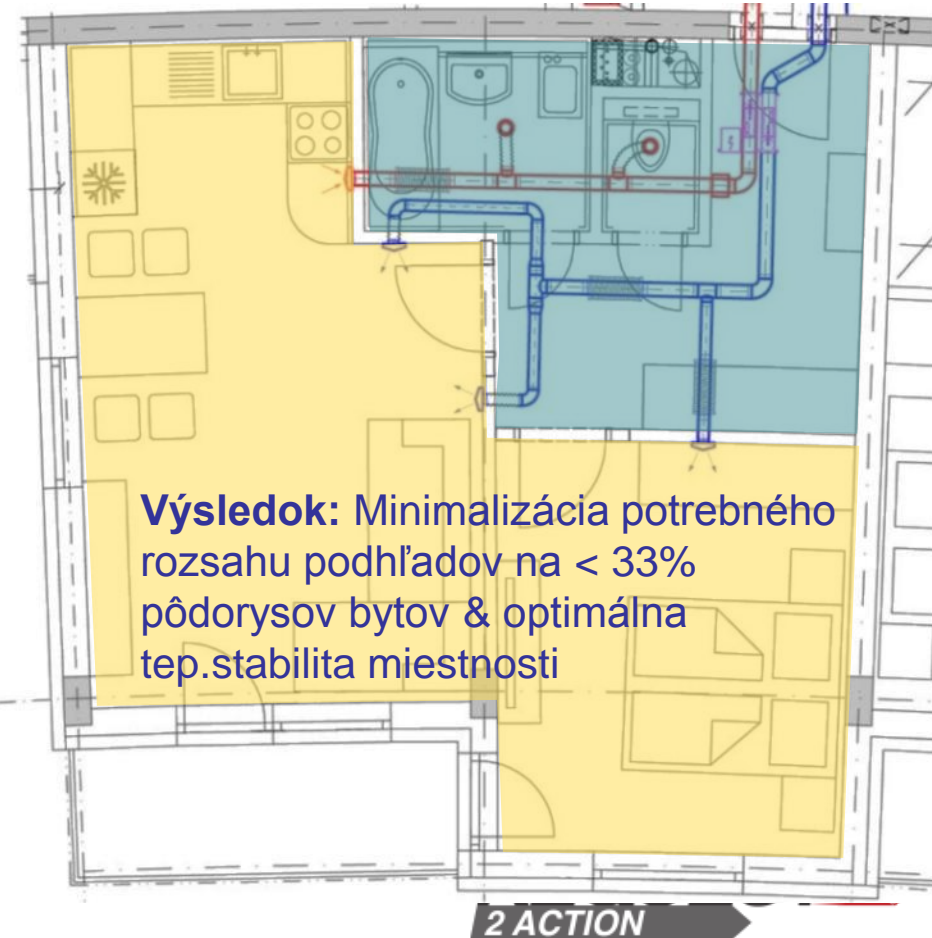 Výsledok: Minimalizácia potrebného
rozsahu podhľadov na < 33%
pôdorysov bytov & optimálna
tep.stabilita miestnosti
2 ACTION